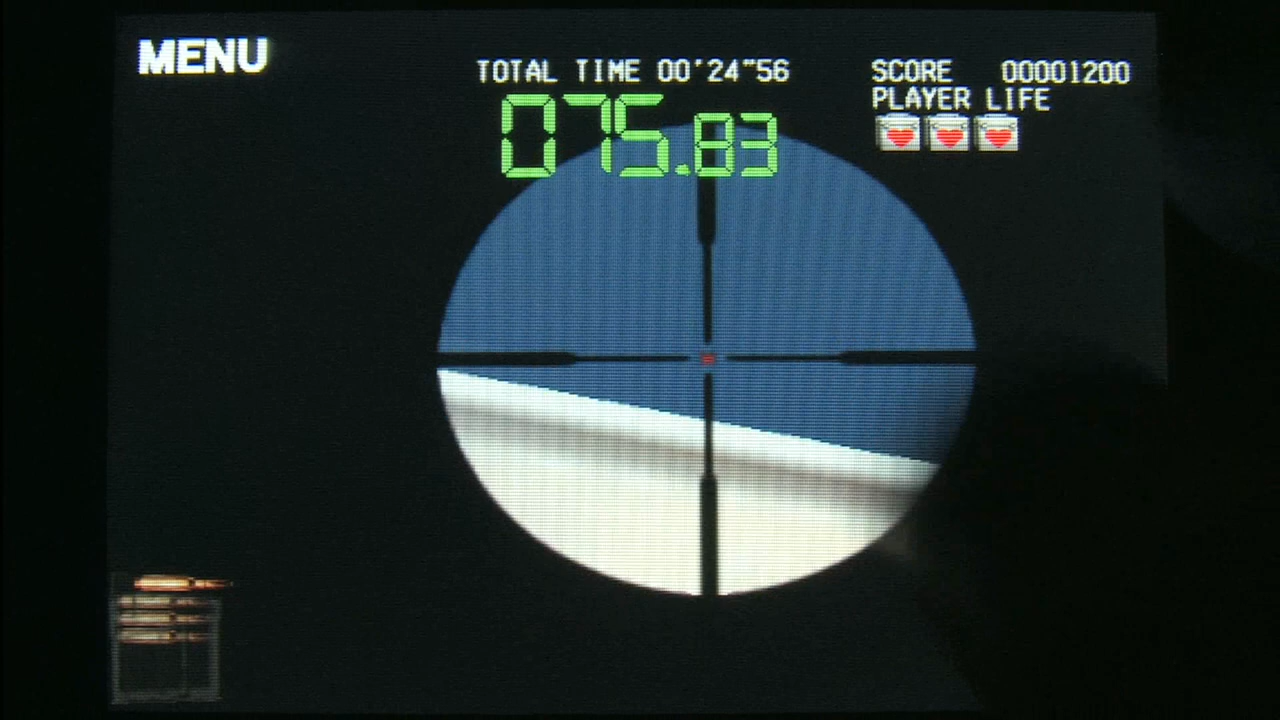 MENU
TOTAL TIME 00'24"56
075.83
SCORE 00001200
PLAYER LIFE